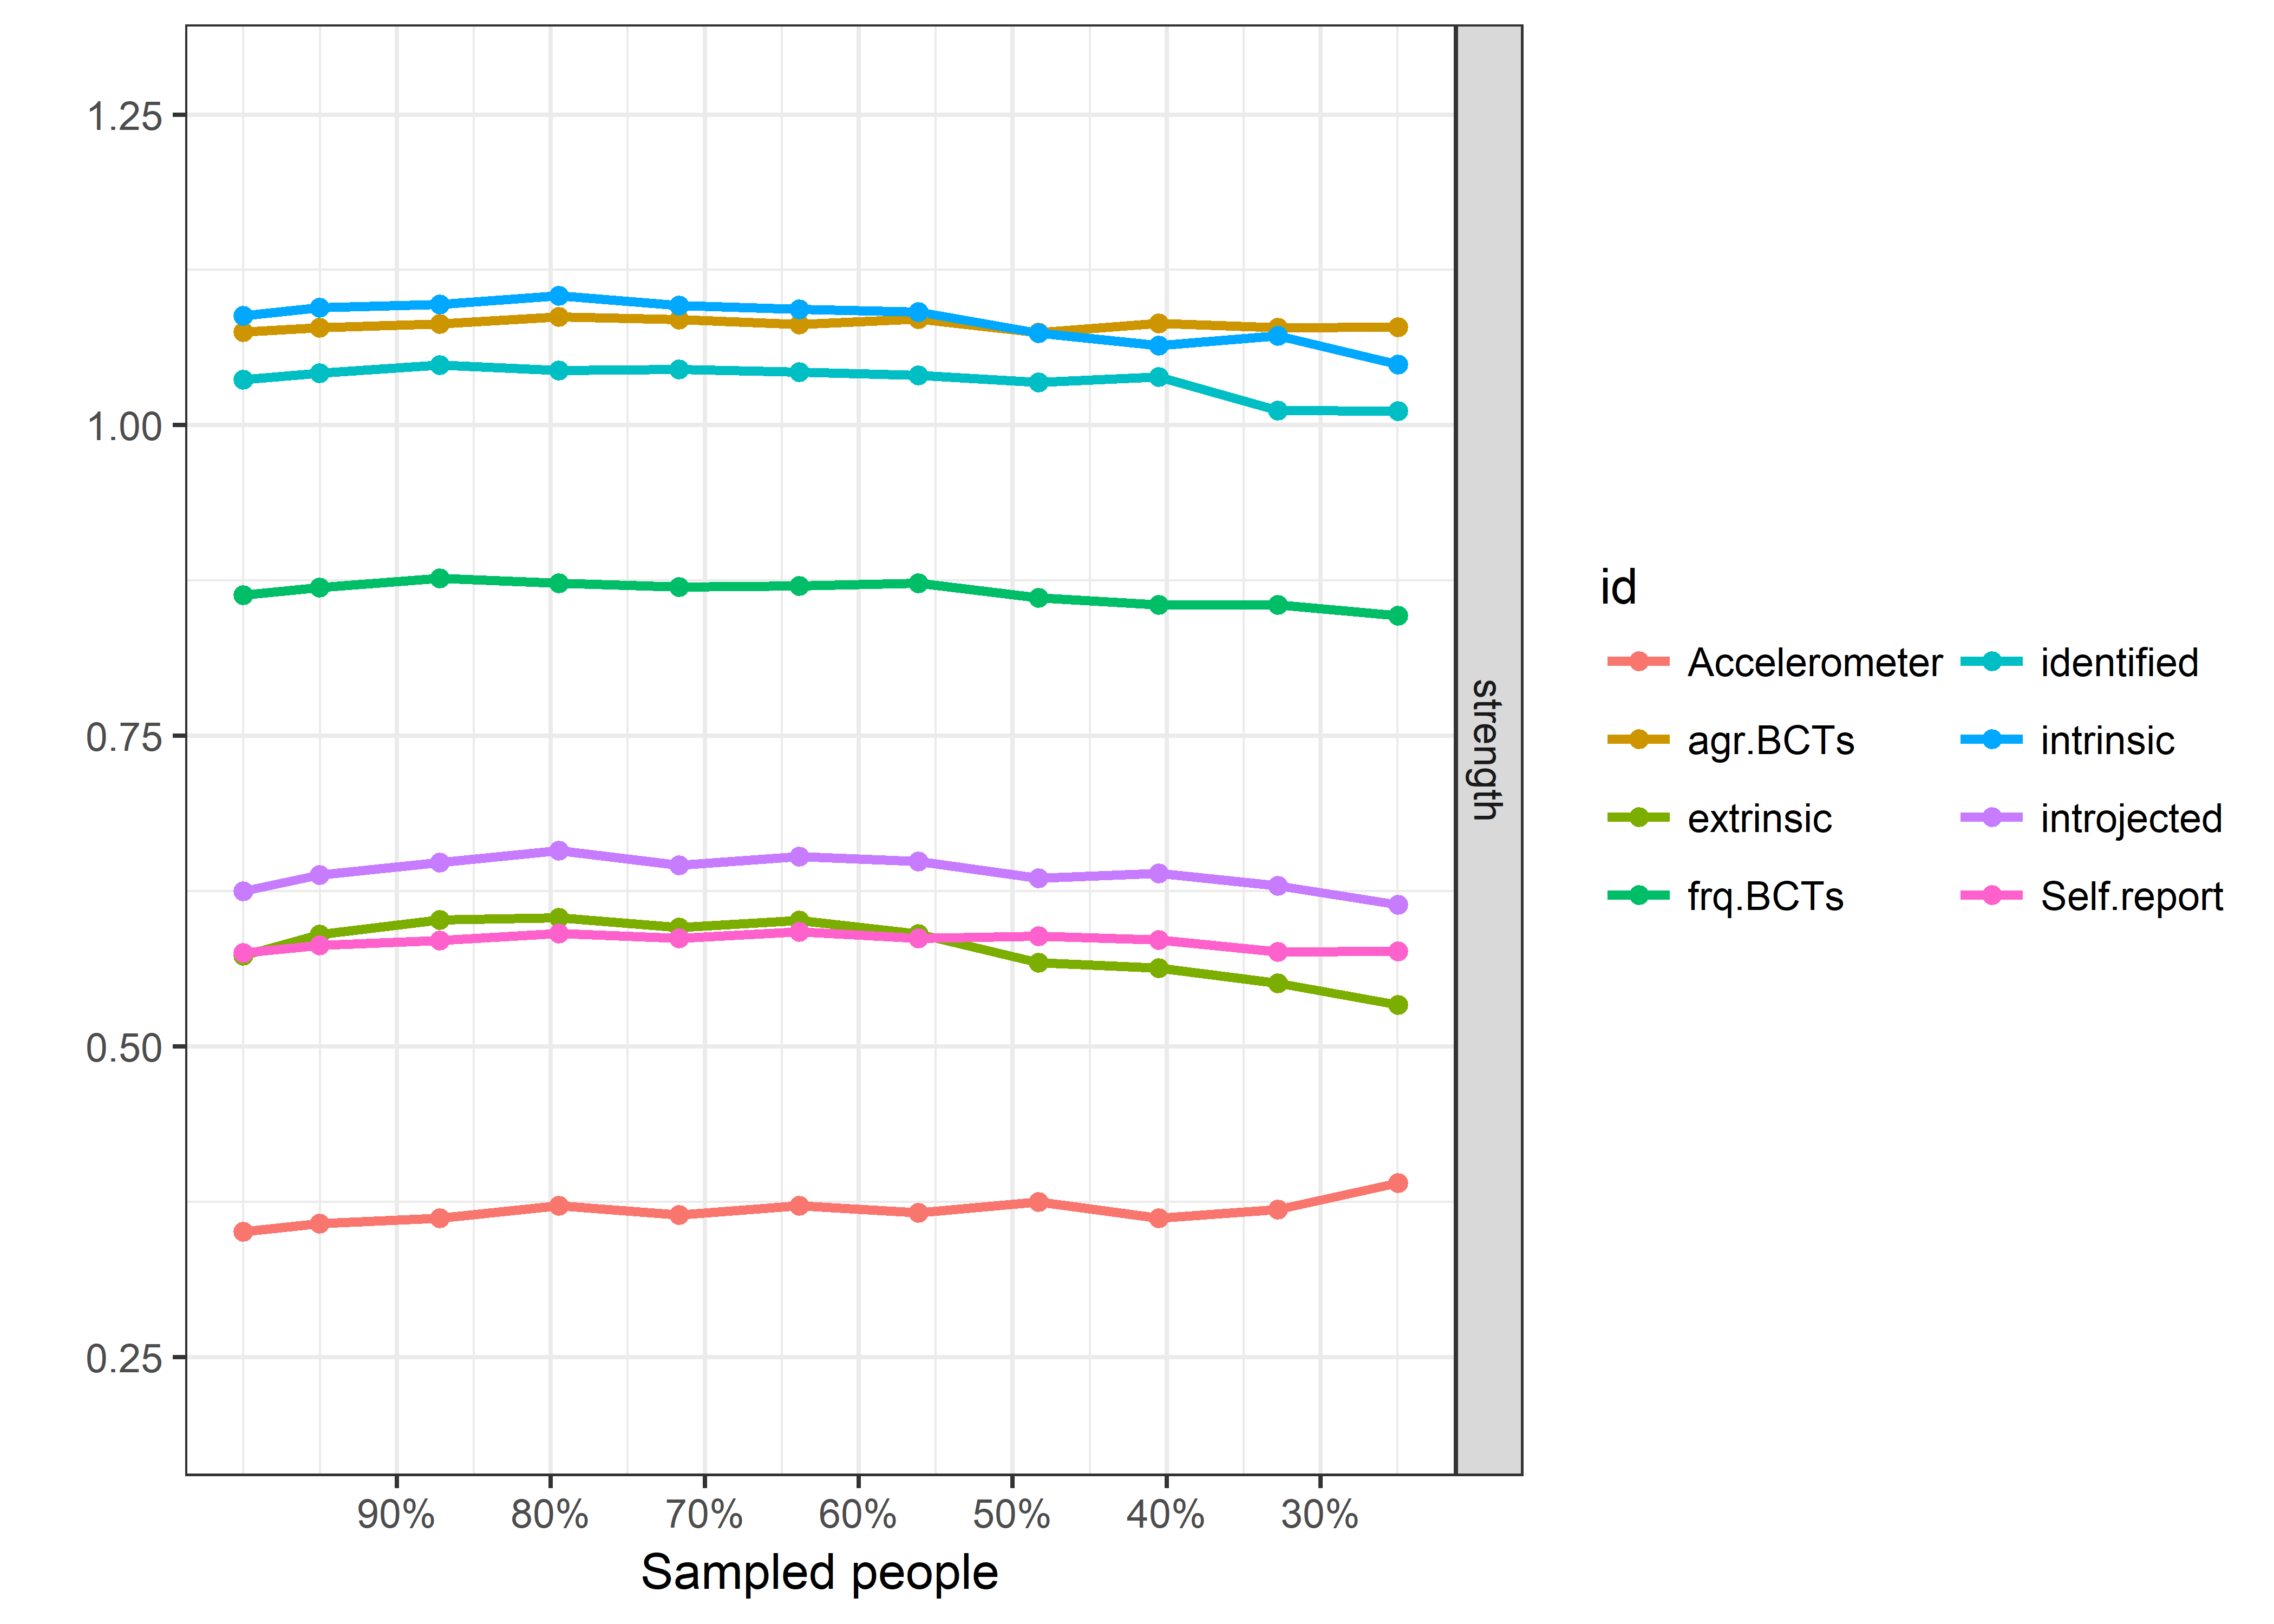 1.25
1.00
0.75
0.50
0.25
90% 80% 70% 60% 50% 40% 30%
Sampled people
strength
id
Accelerometer identified
agr.BCTs intrinsic
extrinsic introjected
frq.BCTs Self.report